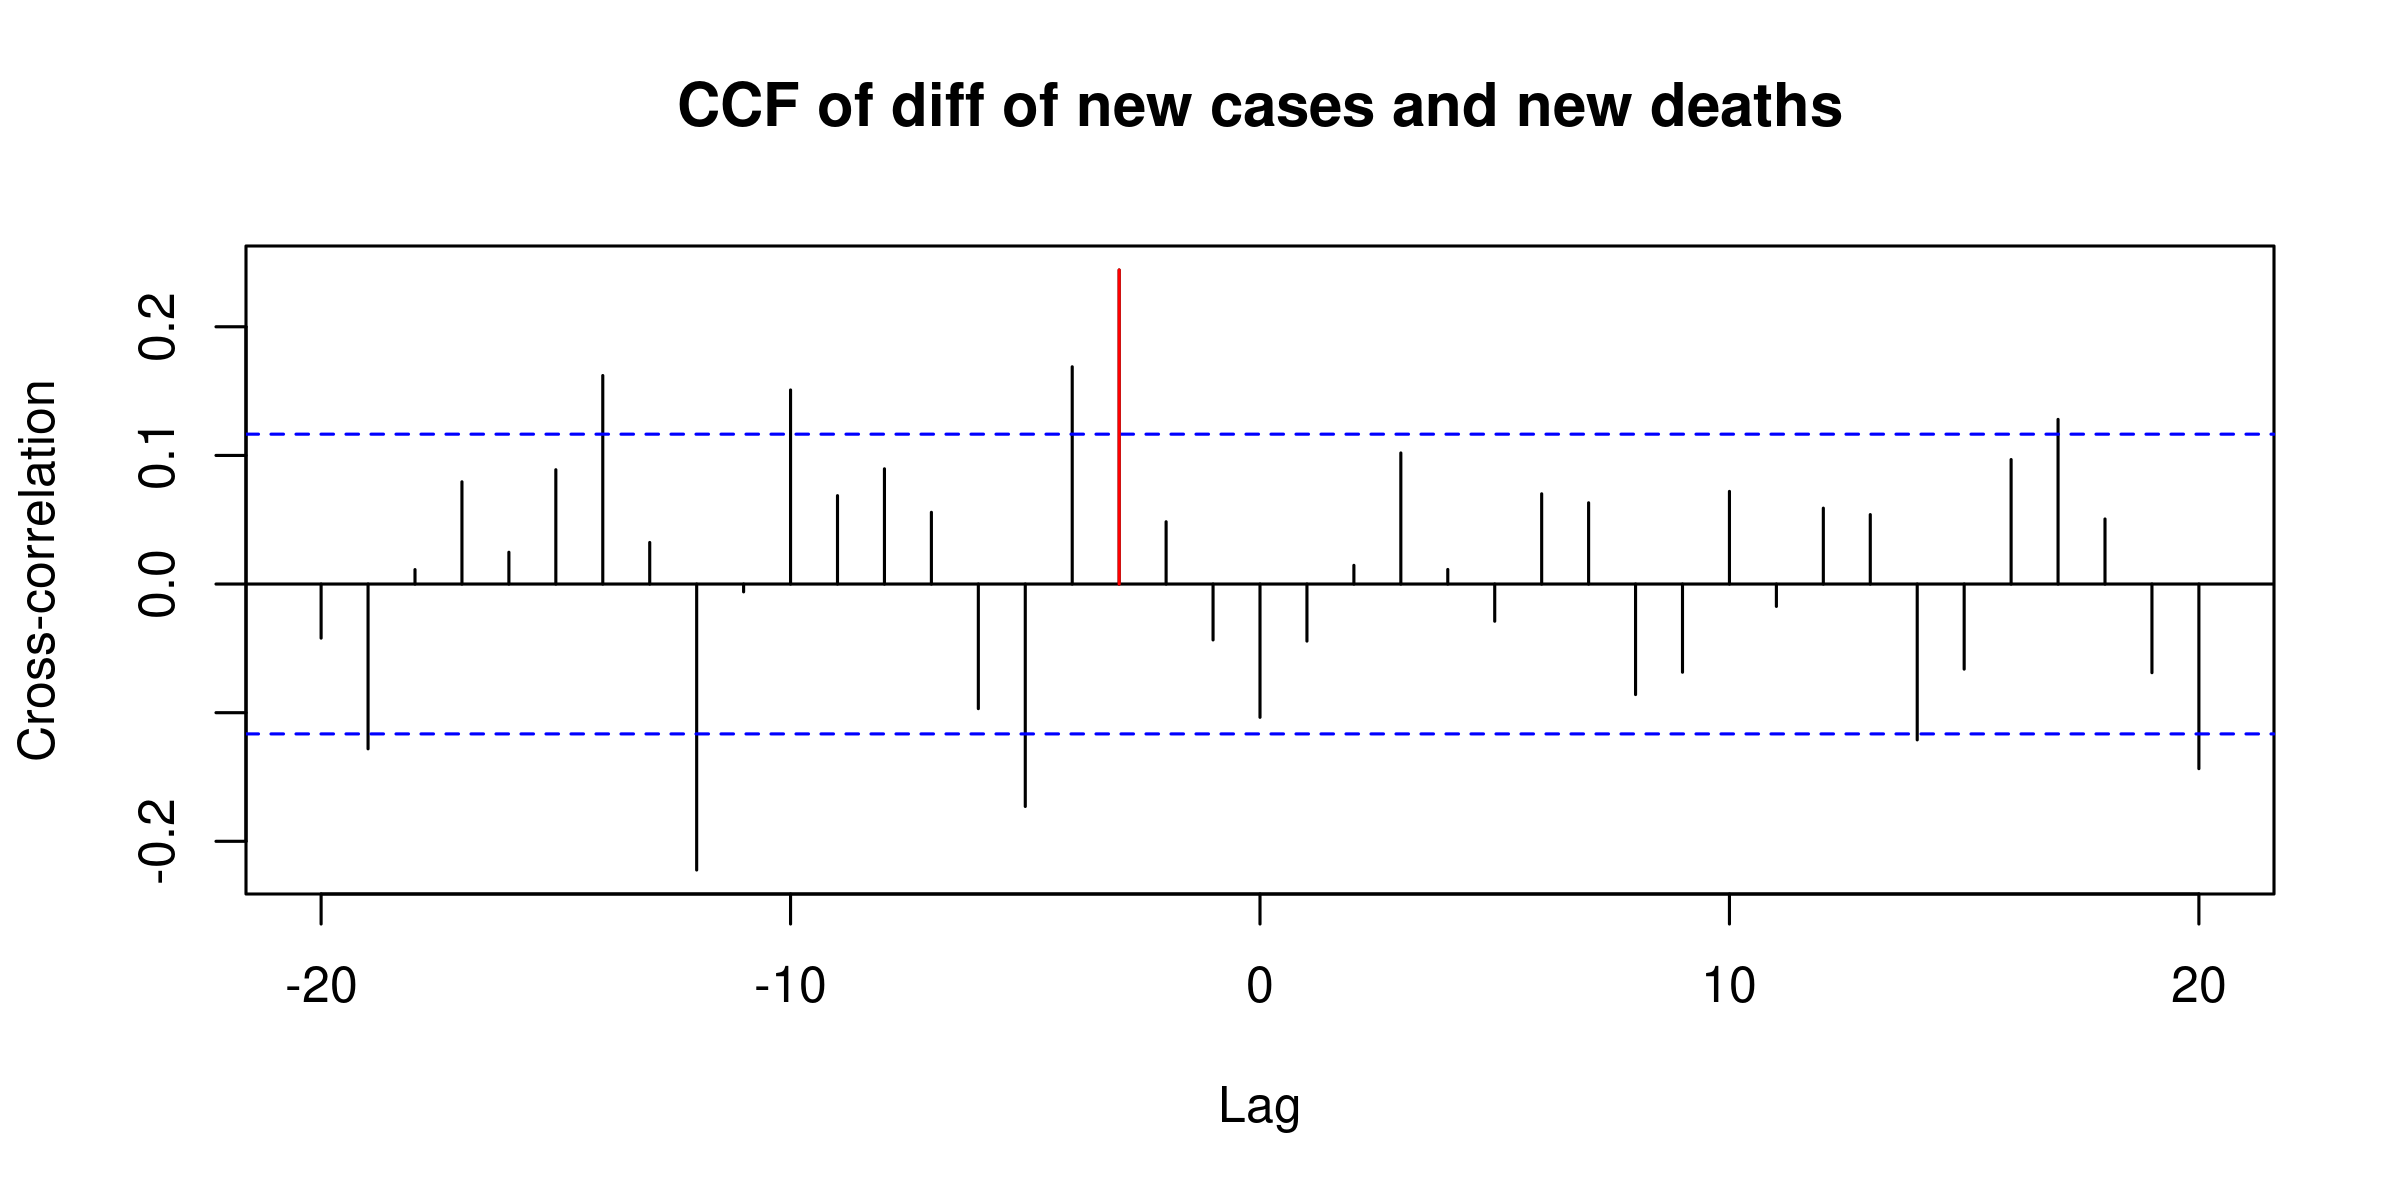 CCF of diff of new cases and new deaths
Cross-correlation
0.2
0.1
0.0
-0.2
-20 -10 0 10 20
Lag